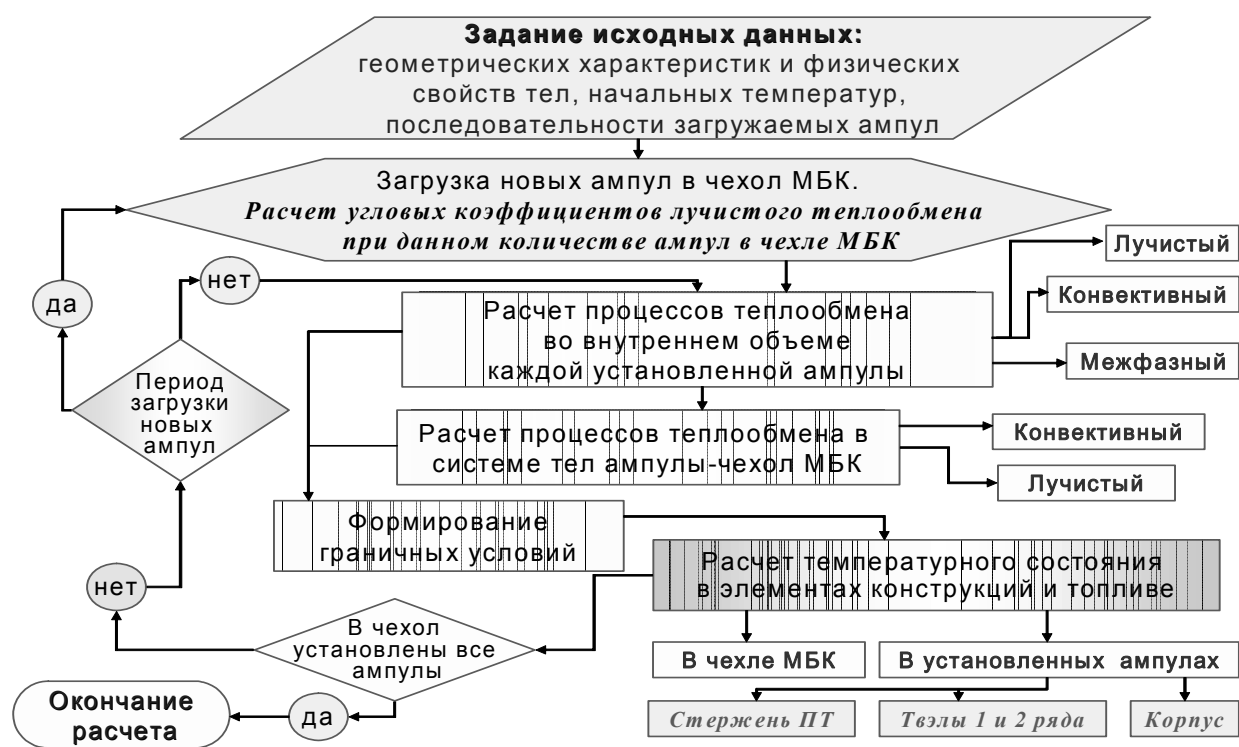 Задание исходных данных:
геометрических характеристик и физических
свойств тел, начальных температур,
последовательности загружаемых ампул
Загрузка новых ампул в чехол МБК.
Расчет угловых коэффициентов лучистого теплообмена
при данном количестве ампул в чехле МБК
Лучистый
нет
Конвективный
да
Расчет процессов теплообмена
во внутреннем объеме
каждой установленной ампулы
Межфазный
Период
загрузки
новых
ампул
Расчет процессов теплообмена в
системе тел ампулы-чехол МБК
Конвективный
Лучистый
Формирование
граничных условий
Расчет температурного состояния
в элементах конструкций и топливе
нет
В чехол
установлены все
ампулы
В чехле МБК
В установленных ампулах
Окончание
расчета
да
Стержень ПТ
Твэлы 1 и 2 ряда
Корпус